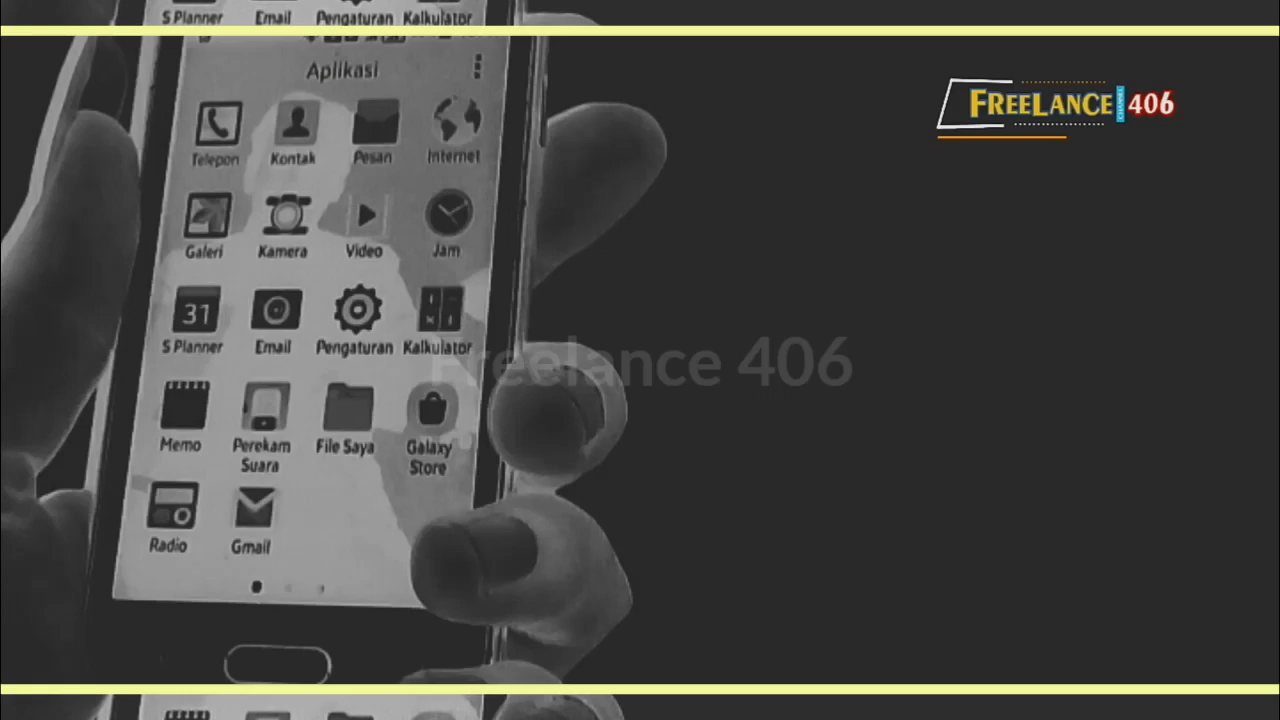 S Planner Email Pengaturan Kalkulator
Aplikasi
FREELANCE CHANNEL 406
Telepon Kontak Pesan Internet
Galeri Kamera Video Jam
31
S Planner Email Pengaturan Kalkulator
Freelance 406
Memo Perekam Suara File Saya Galaxy Store
Radio Gmail